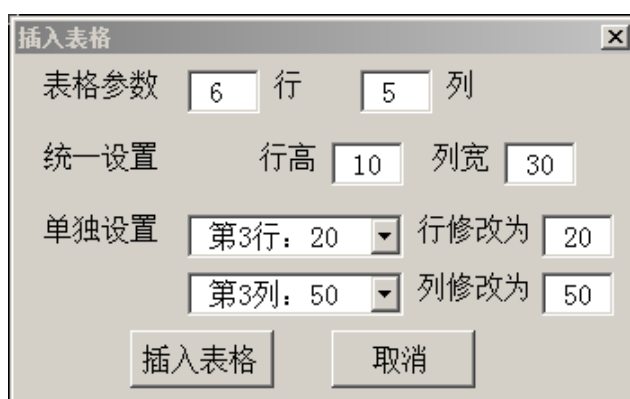 插入表格
表格参数 6 行 5 列
统一设置 行高 10 列宽 30
单独设置 第3行：20 行修改为 20
第3列：50 列修改为 50
插入表格 取消